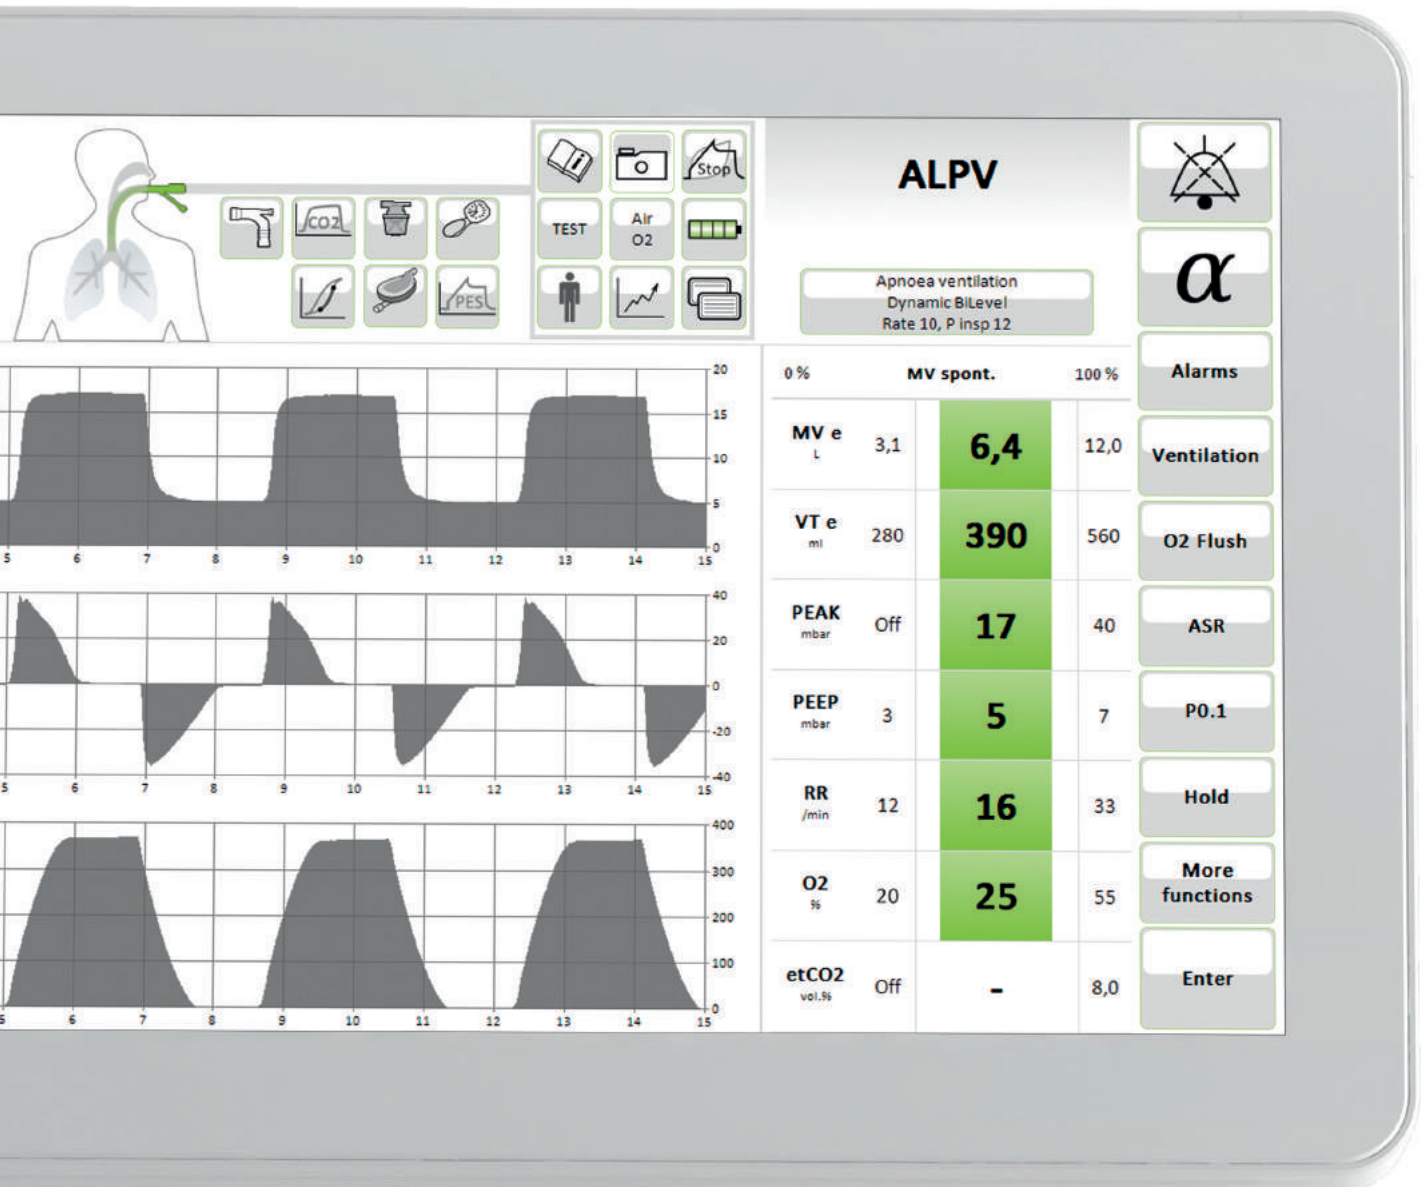 ALPV
Stop
TEST
Air
O2
CO2
PES
Apnoea ventilation
Dynamic BiLevel
Rate 10, P insp 12
Alarms
Ventilation
O2 Flush
ASR
P0.1
Hold
More
functions
Enter
α
0 % MV spont. 100 %
MV e 3,1 6,4 12,0
L
VT e 280 390 560
ml
PEAK Off 17 40
mbar
PEEP 3 5 7
mbar
RR 12 16 33
/min
O2 20 25 55
%
etCO2 Off - 8,0
vol.%
20
15
10
5
0
5 6 7 8 9 10 11 12 13 14 15
40
20
0
-20
-40
5 6 7 8 9 10 11 12 13 14 15
400
300
200
100
0
5 6 7 8 9 10 11 12 13 14 15